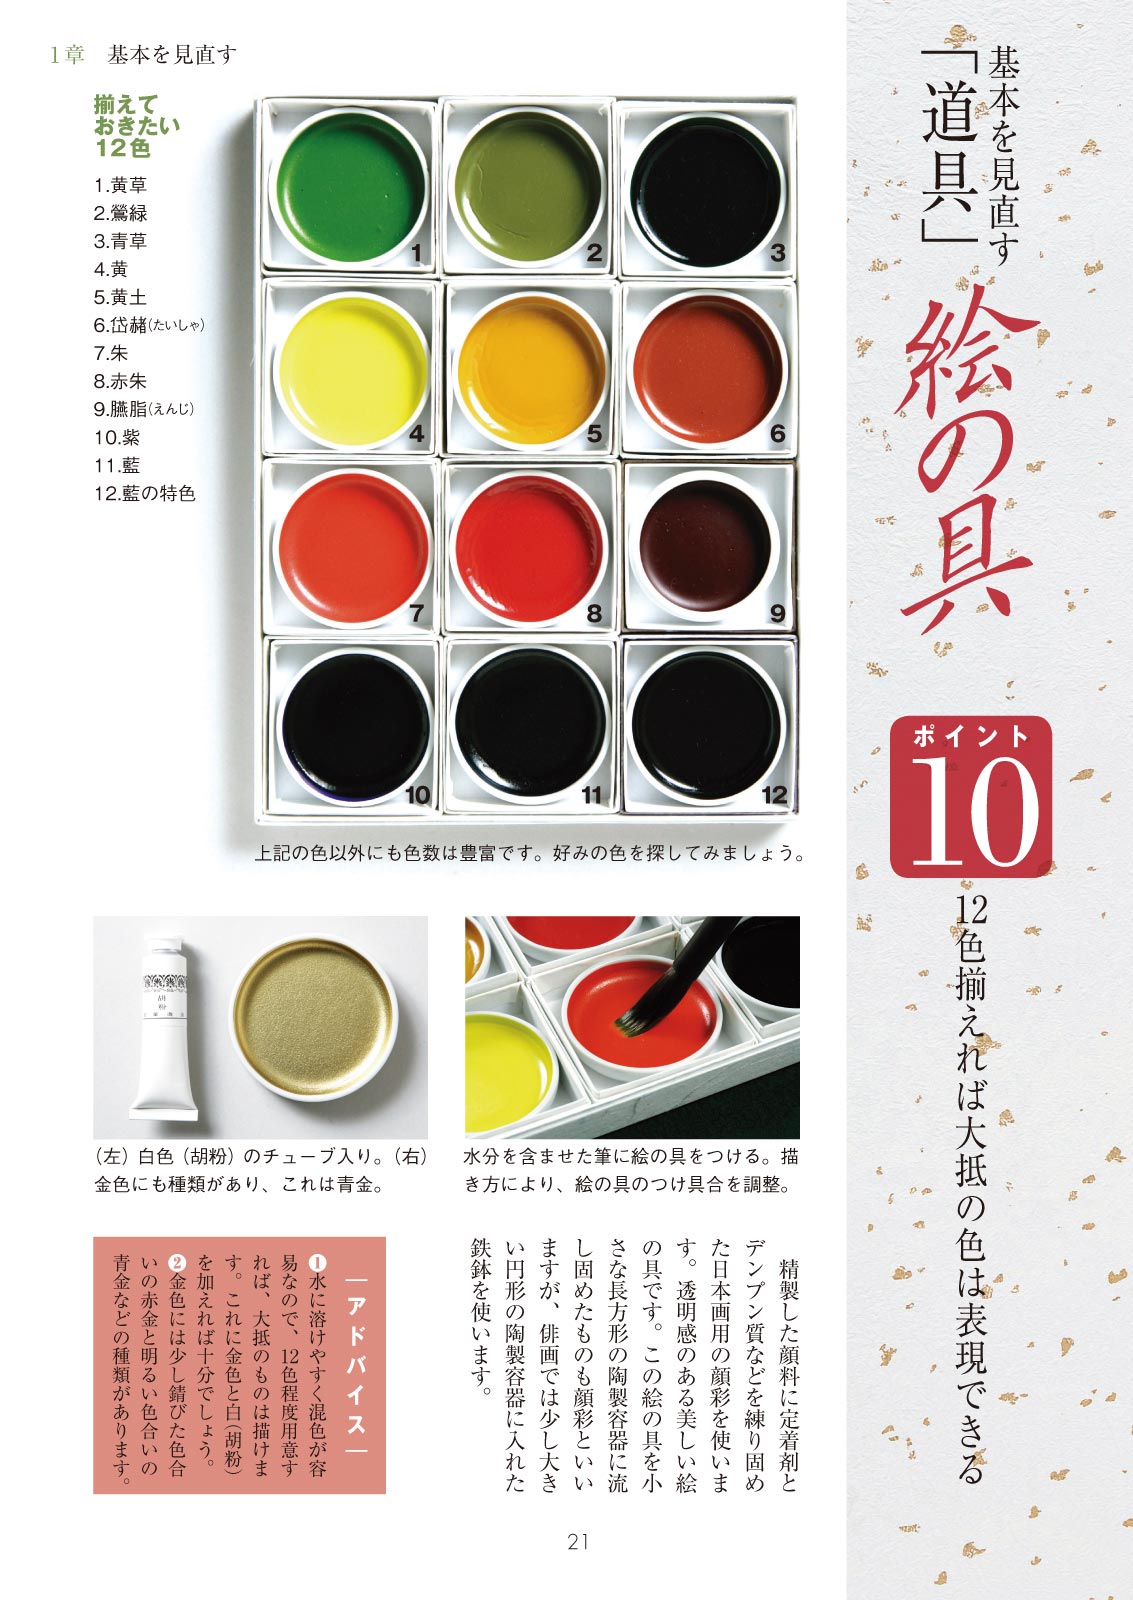 1章　基本を見直す
基本を見直す
「道具」
絵の具
ポイント
10
12色揃えれば大抵の色は表現できる
揃えて
おきたい
12色
1.黄草
2.鶯緑
3.青草
4.黄
5.黄土
6.岱赭(たいしゃ)
7.朱
8.赤朱
9.臙脂(えんじ)
10.紫
11.藍
12.藍の特色
1
2
3
4
5
6
7
8
9
10
11
12
上記の色以外にも色数は豊富です。好みの色を探してみましょう。
胡
粉
(左)白色(胡粉)のチューブ入り。(右)
金色にも種類があり、これは青金。
水分を含ませた筆に絵の具をつける。描
き方により、絵の具のつけ具合を調整。
精製した顔料に定着剤と
デンプン質などを練り固め
た日本画用の顔彩を使いま
す。透明感のある美しい絵
の具です。この絵の具を小
さな長方形の陶製容器に流
し固めたものも顔彩といい
ますが、俳画では少し大き
い円形の陶製容器に入れた
鉄鉢を使います。
―アドバイス―
❶水に溶けやすく混色が容
易なので、12色程度用意す
れば、大抵のものは描けま
す。これに金色と白(胡粉)
を加えれば十分でしょう。
❷金色には少し錆びた色合
いの赤金と明るい色合いの
青金などの種類があります。
21